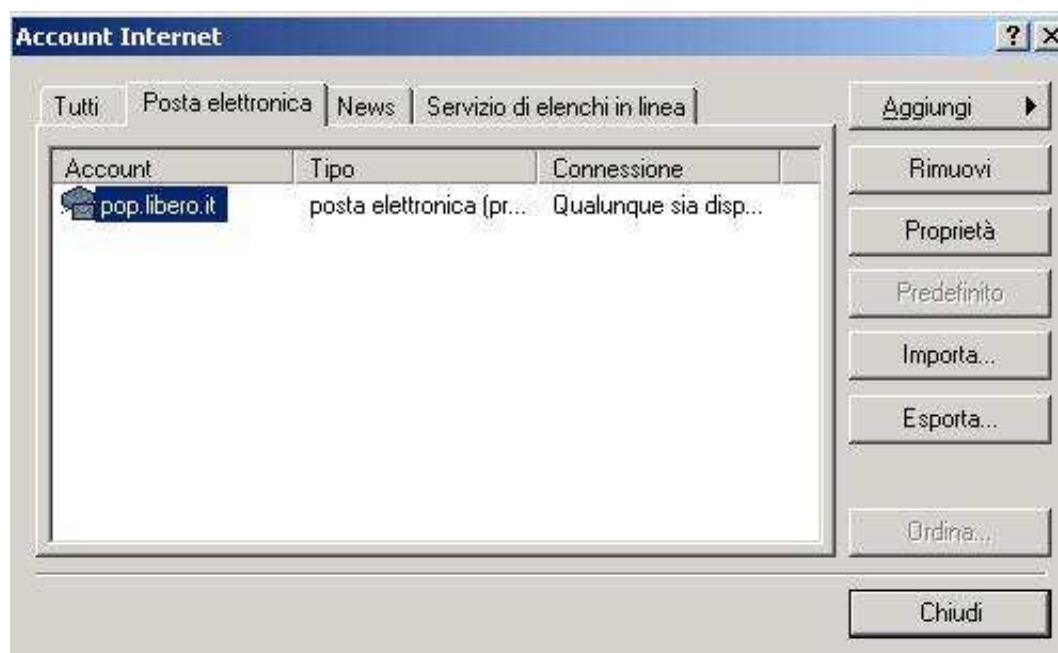 Account Internet
Tutti Posta elettronica News Servizio di elenchi in linea
Account Tipo Connessione
pop.libero.it posta elettronica (pr... Qualunque sia disp...
Aggiungi
Rimuovi
Proprietà
Predefinito
Importa...
Esporta...
Ordina...
Chiudi